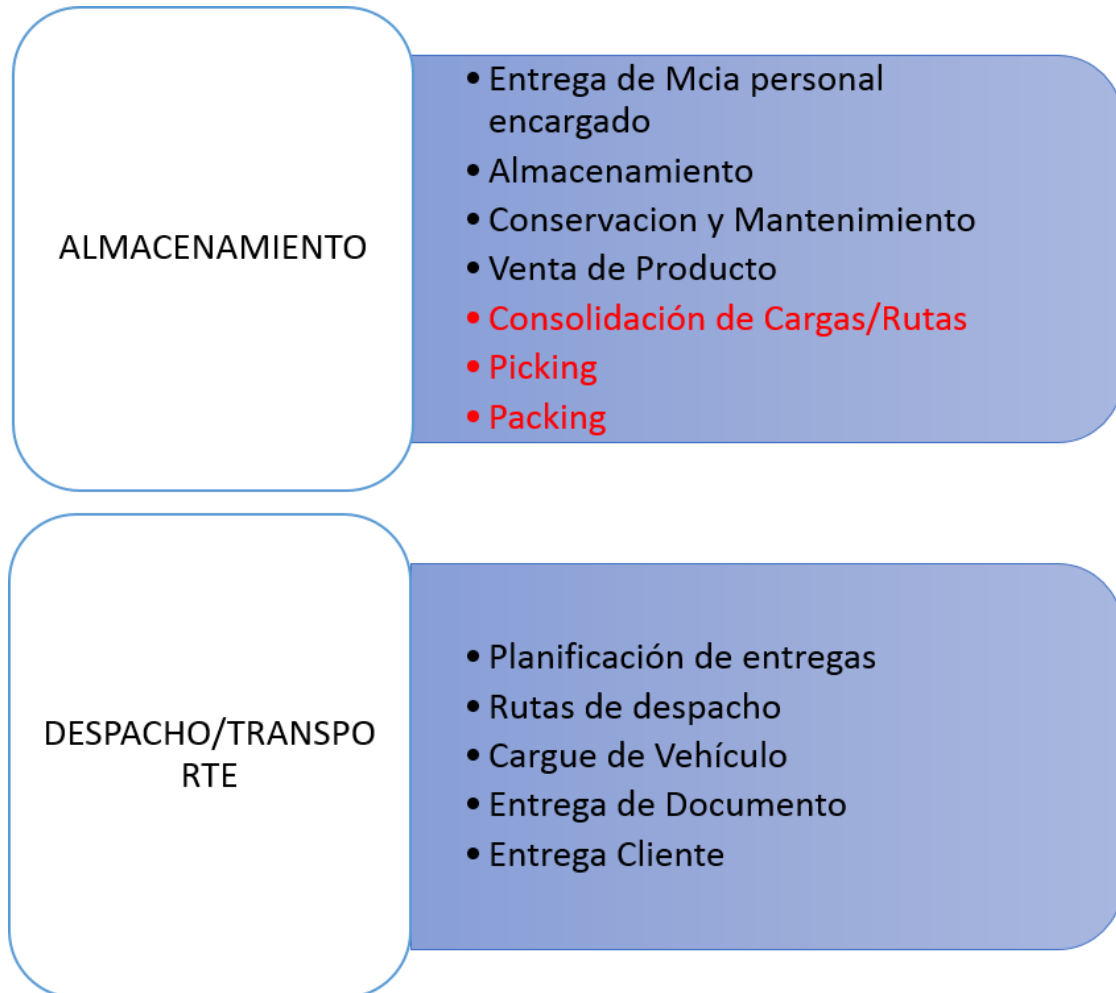 ALMACENAMIENTO
• Entrega de Mcia personal
encargado
• Almacenamiento
• Conservacion y Mantenimiento
• Venta de Producto
• Consolidación de Cargas/Rutas
• Picking
• Packing
DESPACHO/TRANSPO
RTE
• Planificación de entregas
• Rutas de despacho
• Cargue de Vehículo
• Entrega de Documento
• Entrega Cliente